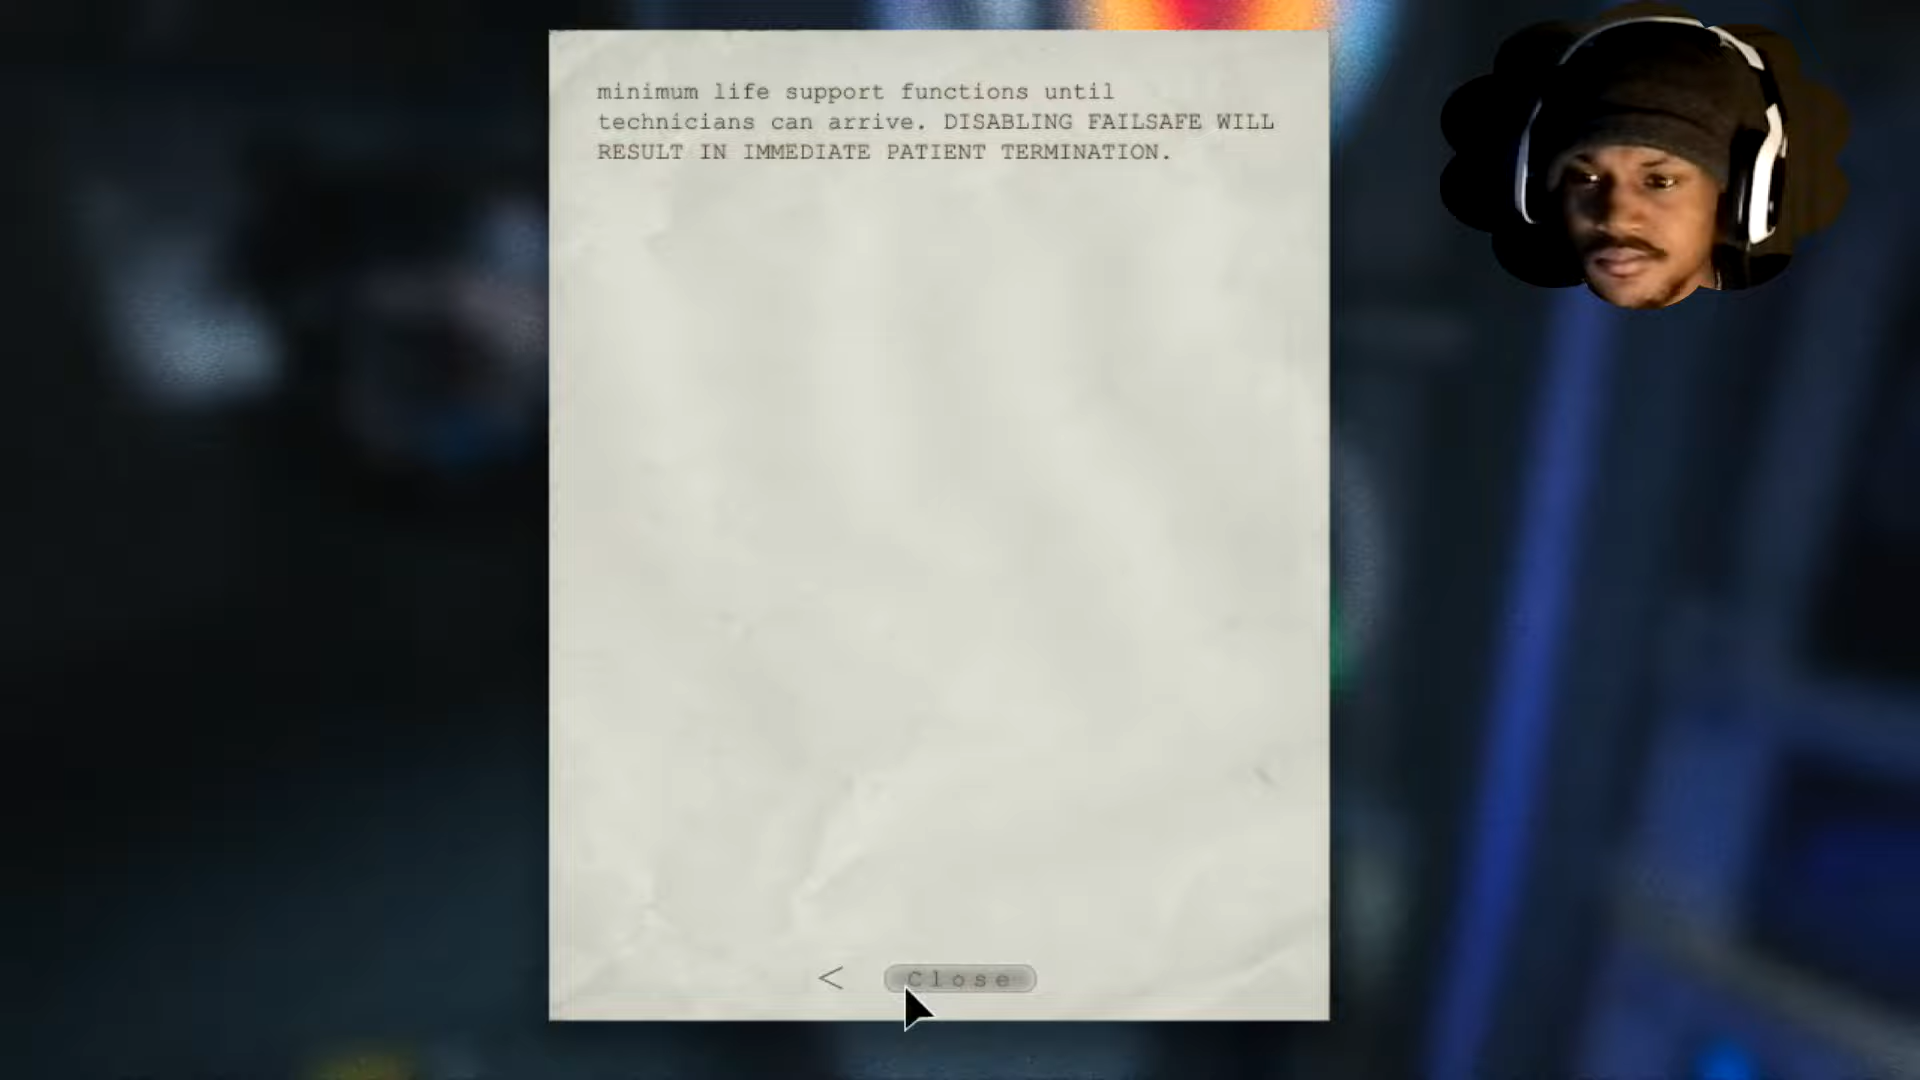 minimum life support functions until
technicians can arrive. DISABLING FAILSAFE WILL
RESULT IN IMMEDIATE PATIENT TERMINATION.
< Close